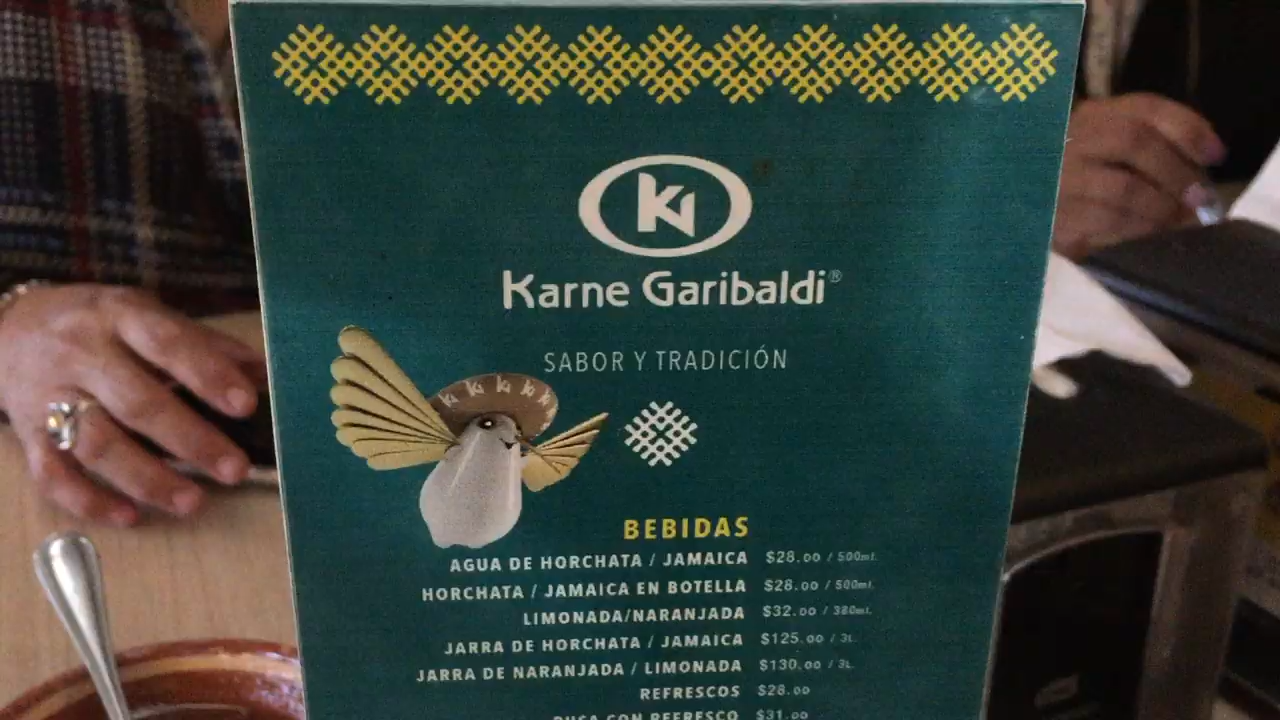 Karne Garibaldi®
SABOR Y TRADICIÓN
BEBIDAS
AGUA DE HORCHATA / JAMAICA $28.00 / 500ml.
HORCHATA / JAMAICA EN BOTELLA $28.00 / 500ml.
LIMONADA/NARANJADA $32.00 / 380ml.
JARRA DE HORCHATA / JAMAICA $125.00 / 3L.
JARRA DE NARANJADA / LIMONADA $130.00 / 3L.
REFRESCOS $28.00
CON REFRESCO $31.00